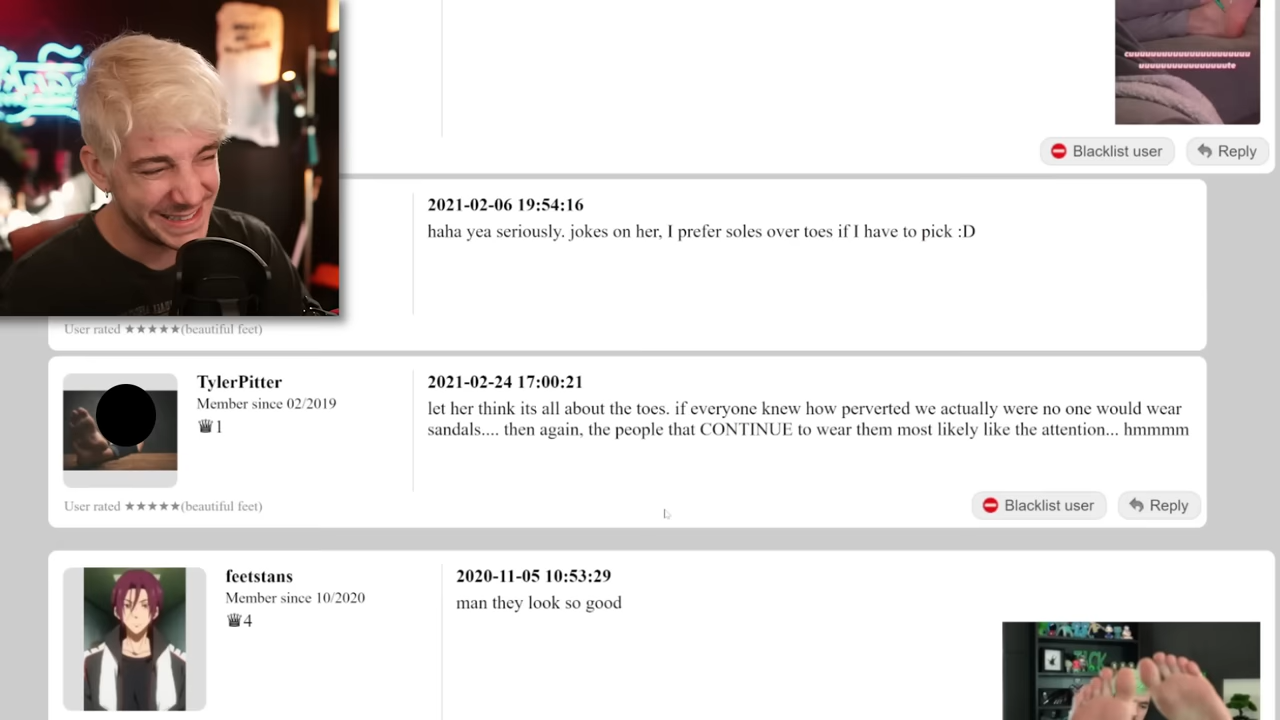 cuuuuuuuuuuuuuuuuuuuuuuu
uuuuuuuuuuuuuuuute
Blacklist user
Reply
2021-02-06 19:54:16
haha yea seriously. jokes on her, I prefer soles over toes if I have to pick :D
User rated ★★★★★(beautiful feet)
TylerPitter
Member since 02/2019
♛1
2021-02-24 17:00:21
let her think its all about the toes. if everyone knew how perverted we actually were no one would wear
sandals.... then again, the people that CONTINUE to wear them most likely like the attention... hmmmm
User rated ★★★★★(beautiful feet)
Blacklist user
Reply
feetstans
Member since 10/2020
♛4
2020-11-05 10:53:29
man they look so good